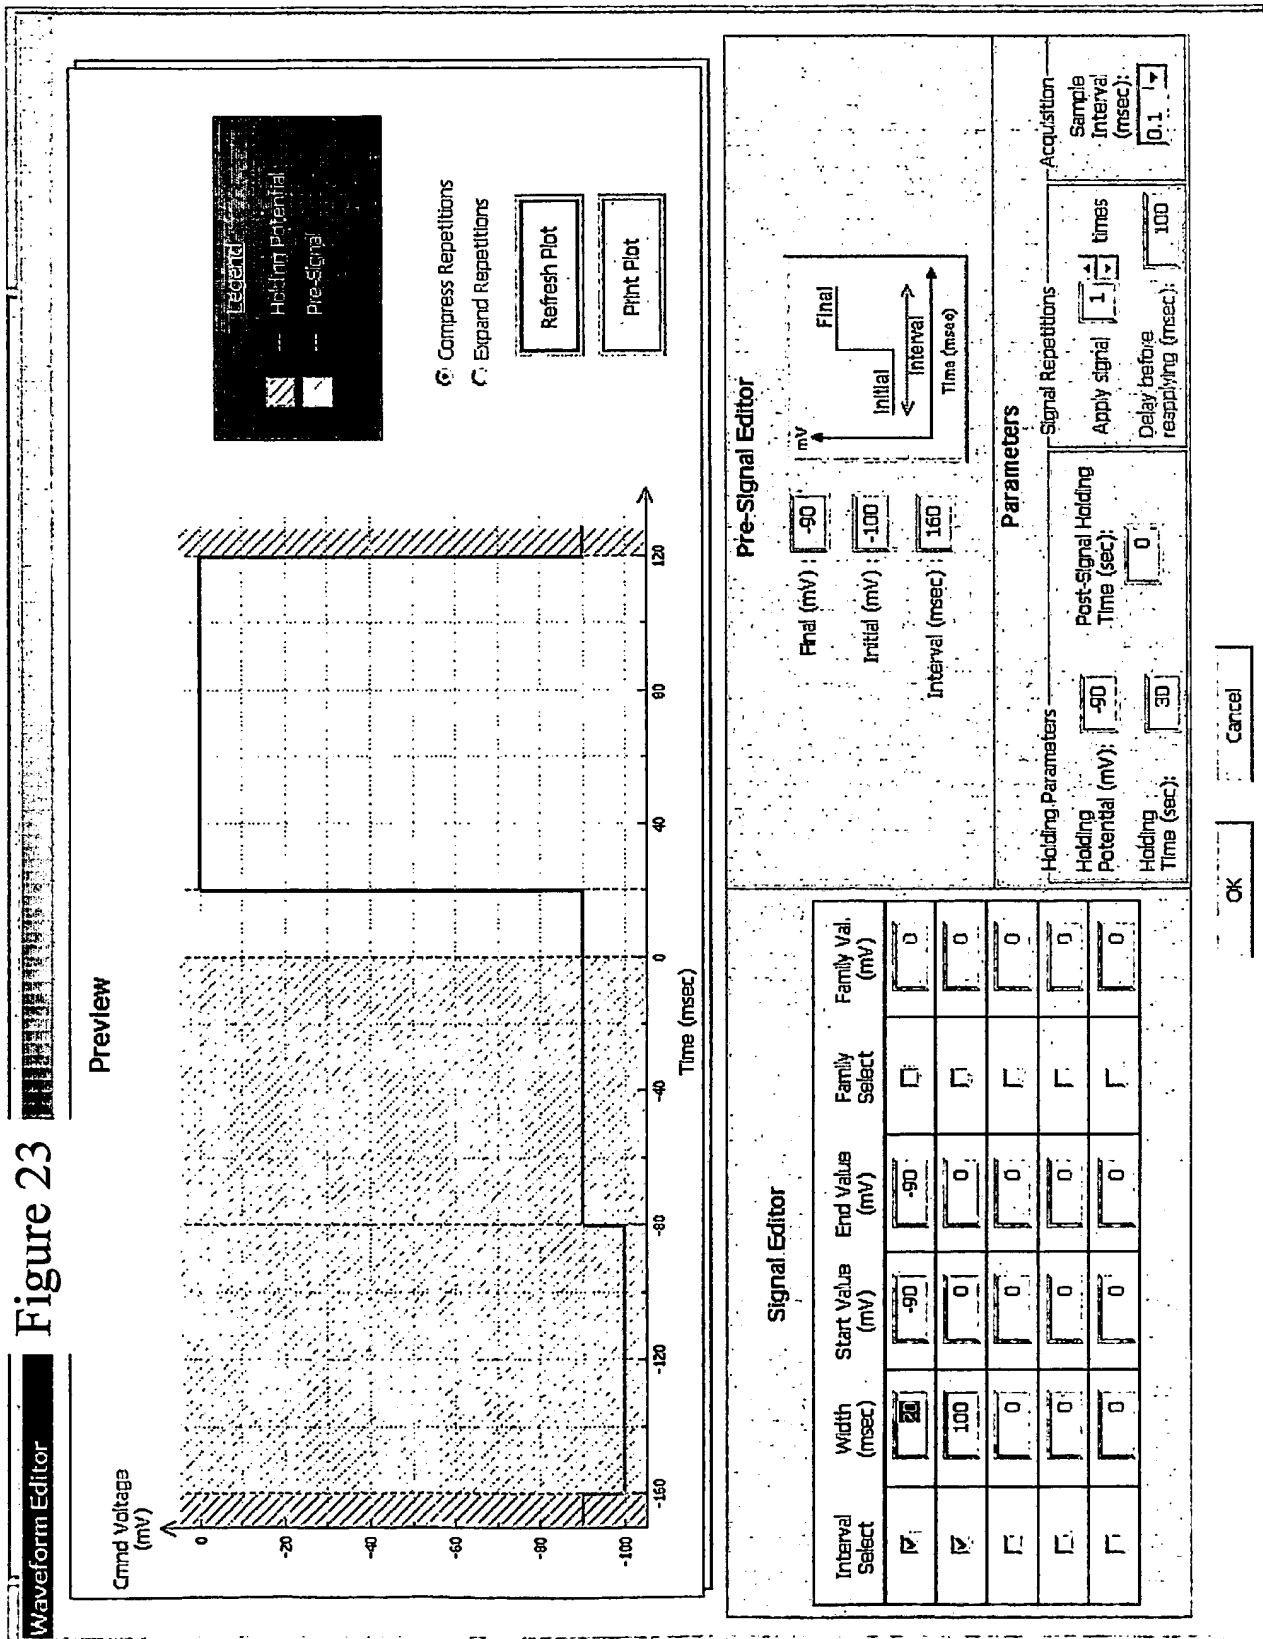 Figure 23
Waveform Editor
Preview
Cmnd Voltage
(mV)
0
-20
-40
-60
-80
-100
-160
-120
-80
-40
0
40
80
120
Time (msec)
Legend
--- Holding Potential
--- Pre-Signal
Compress Repetitions
Expand Repetitions
Refresh Plot
Print Plot
Signal Editor
Interval Select Width (msec) Start Value (mV) End Value (mV) Family Select Family Val. (mV)
20 -90 -90 0
100 0 0 0
0 0 0 0
0 0 0 0
0 0 0 0
Pre-Signal Editor
Final (mV) : -90
Initial (mV) : -100
Interval (msec) : 160
mV
Initial
Final
Interval
Time (msec)
Parameters
Holding Parameters
Holding
Potential (mV): -90
Holding
Time (sec): 30
Post-Signal Holding
Time (sec):
0
Signal Repetitions
Apply signal 1 times
Delay before
reapplying (msec): 100
Acquisition
Sample
Interval
(msec):
0.1
OK
Cancel